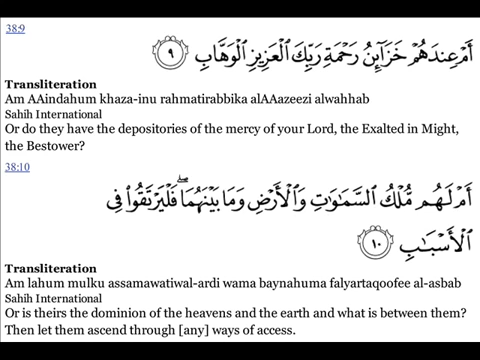 38:9
أَمْ عِندَهُمْ خَزَآئِنُ رَحْمَةِ رَبِّكَ ٱلْعَزِيزِ ٱلْوَهَّابِ ٩
Transliteration
Am AAindahum khaza-inu rahmatirabbika alAAazeezi alwahhab
Sahih International
Or do they have the depositories of the mercy of your Lord, the Exalted in Might,
the Bestower?
38:10
أَمْ لَهُم مُّلْكُ ٱلسَّمَٰوَٰتِ وَٱلْأَرْضِ وَمَا بَيْنَهُمَا ۖ فَلْيَرْتَقُوا۟ فِى
ٱلْأَسْبَٰبِ ١٠
Transliteration
Am lahum mulku assamawatiwal-ardi wama baynahuma falyartaqoofee al-asbab
Sahih International
Or is theirs the dominion of the heavens and the earth and what is between them?
Then let them ascend through [any] ways of access.